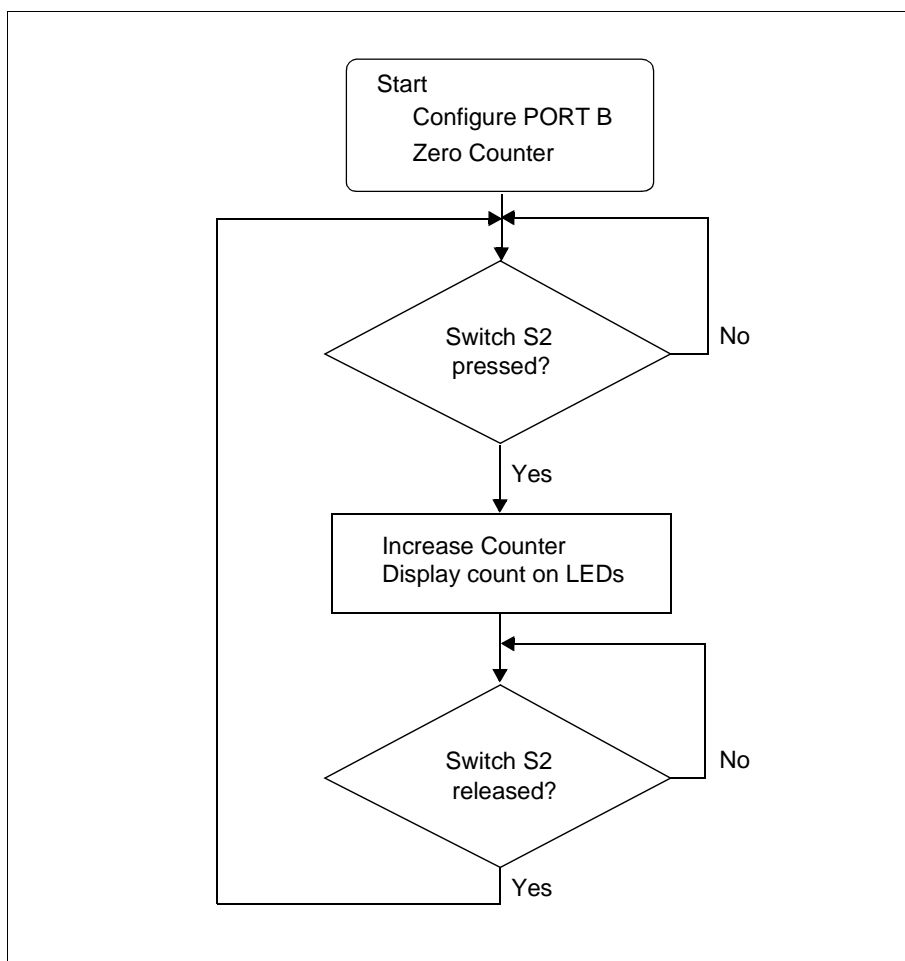 Start
Configure PORT B
Zero Counter
Switch S2
pressed?
No
Yes
Increase Counter
Display count on LEDs
Switch S2
released?
No
Yes